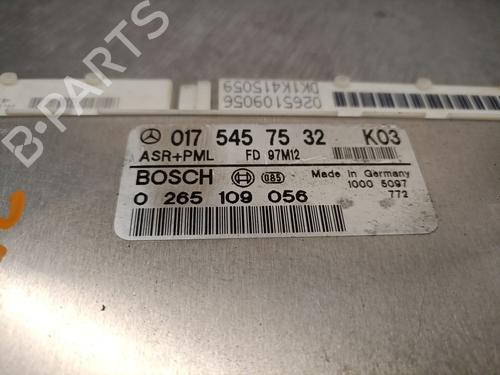 B-PARTS
0265109056
DK1K415059
017 545 75 32 K03
ASR+PML FD 97M12
BOSCH 085 Made in Germany
1000 5097
0 265 109 056 772